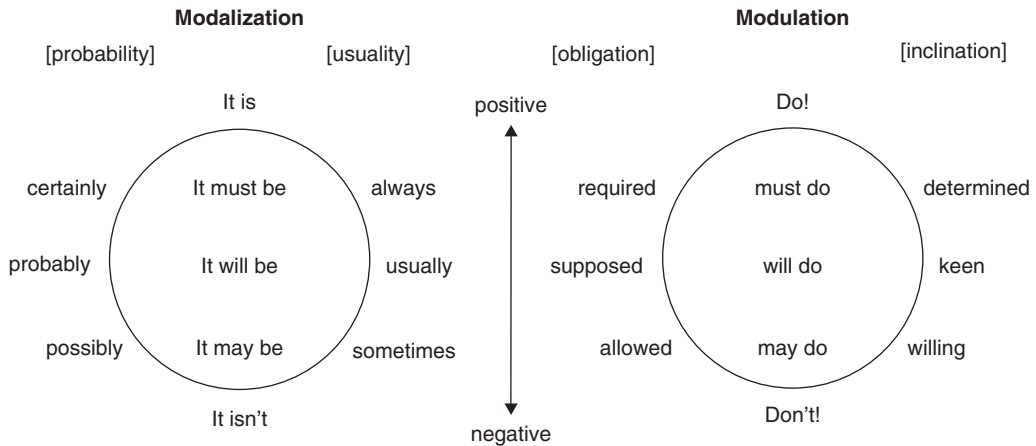 Modalization Modulation
[probability] [usuality] [obligation] [inclination]
It is positive Do!
certainly It must be always required must do determined
probably It will be usually supposed will do keen
possibly It may be sometimes allowed may do willing
It isn't negative Don't!